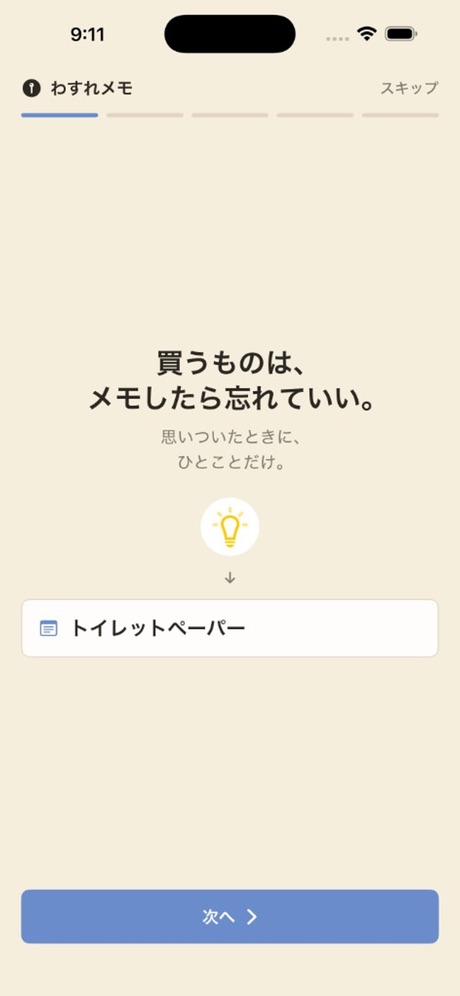 9:11
わすれメモ
スキップ
買うものは、
メモしたら忘れていい。
思いついたときに、
ひとことだけ。
トイレットペーパー
次へ